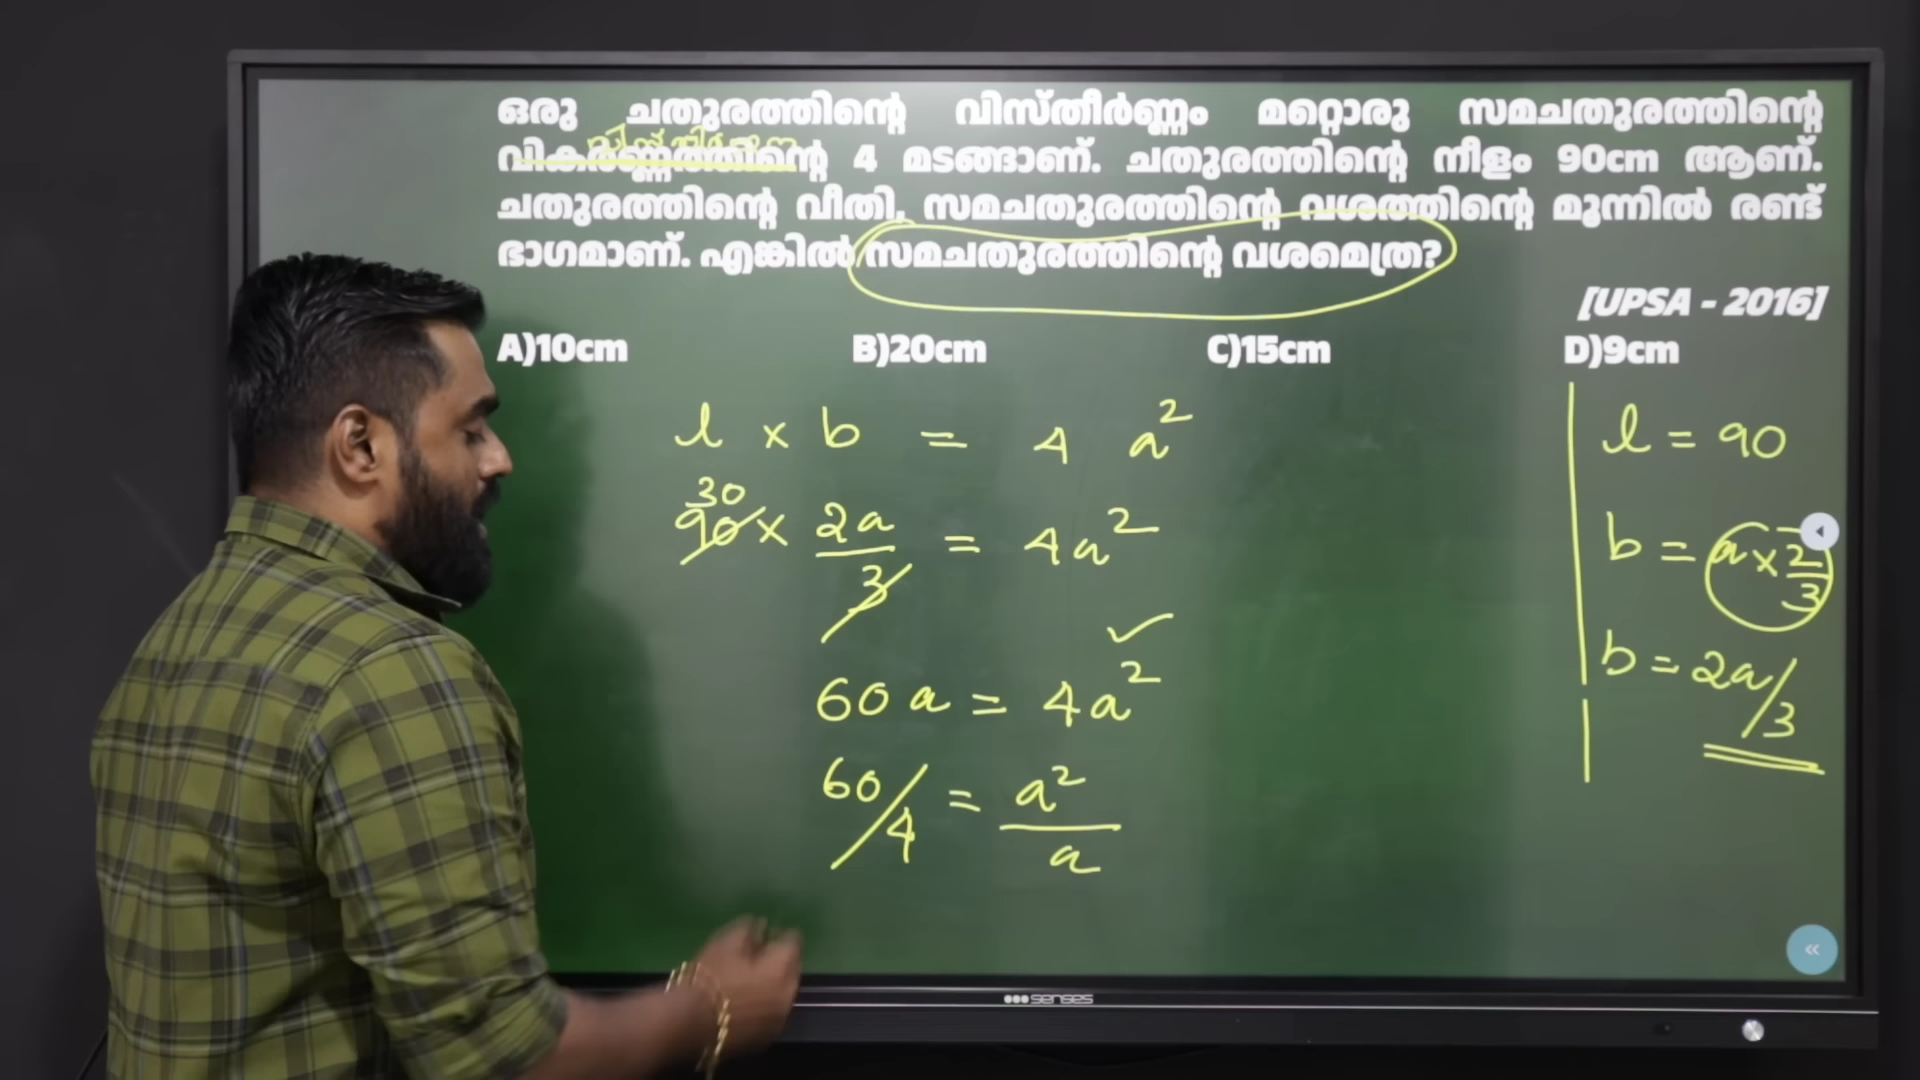 ഒരു ചതുരത്തിന്റെ വിസ്തീർണ്ണം മറ്റൊരു സമചതുരത്തിന്റെ
വിസ്തീർണ്ണ
വികർണ്ണത്തിന്റെ 4 മടങ്ങാണ്. ചതുരത്തിന്റെ നീളം 90cm ആണ്.
ചതുരത്തിന്റെ വീതി, സമചതുരത്തിന്റെ വശത്തിന്റെ മൂന്നിൽ രണ്ട്
ഭാഗമാണ്. എങ്കിൽ സമചതുരത്തിന്റെ വശമെത്ര?
[UPSA - 2016]
A)10cm B)20cm C)15cm D)9cm
l × b = 4 a²
30
90 × 2a/3 = 4a²
60 a = 4a²
60/4 = a²/a
l = 90
b = a × 2/3
b = 2a/3
senses